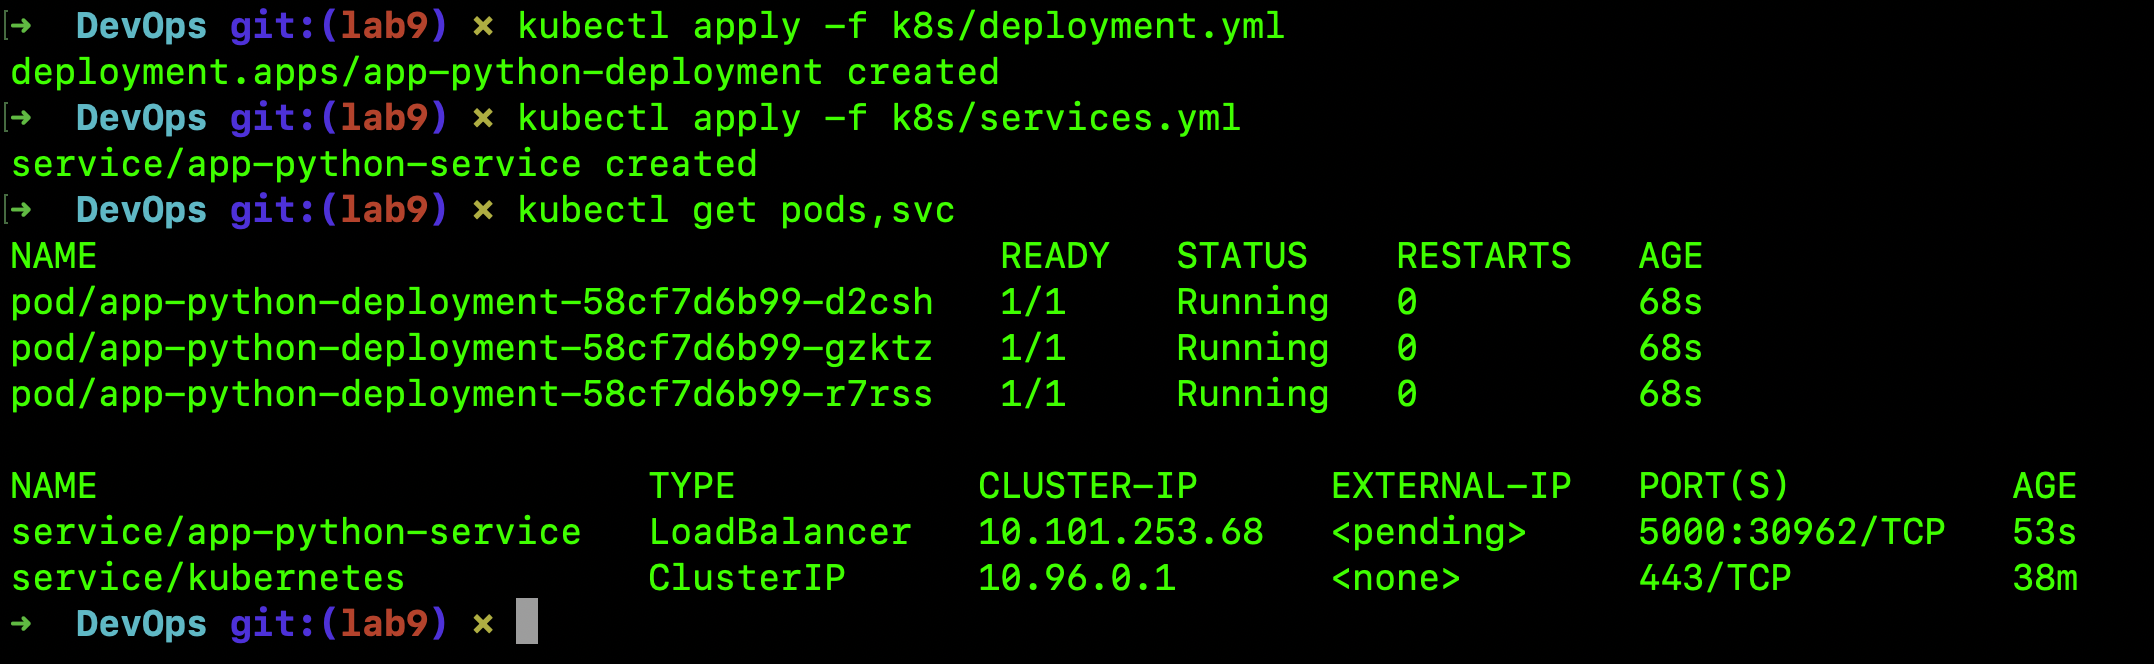 [➜  DevOps git:(lab9) ✗ kubectl apply -f k8s/deployment.yml
deployment.apps/app-python-deployment created
[➜  DevOps git:(lab9) ✗ kubectl apply -f k8s/services.yml
service/app-python-service created
[➜  DevOps git:(lab9) ✗ kubectl get pods,svc
NAME                                         READY   STATUS    RESTARTS   AGE
pod/app-python-deployment-58cf7d6b99-d2csh   1/1     Running   0          68s
pod/app-python-deployment-58cf7d6b99-gzktz   1/1     Running   0          68s
pod/app-python-deployment-58cf7d6b99-r7rss   1/1     Running   0          68s

NAME                         TYPE           CLUSTER-IP      EXTERNAL-IP   PORT(S)          AGE
service/app-python-service   LoadBalancer   10.101.253.68   <pending>     5000:30962/TCP   53s
service/kubernetes           ClusterIP      10.96.0.1       <none>        443/TCP          38m
➜  DevOps git:(lab9) ✗